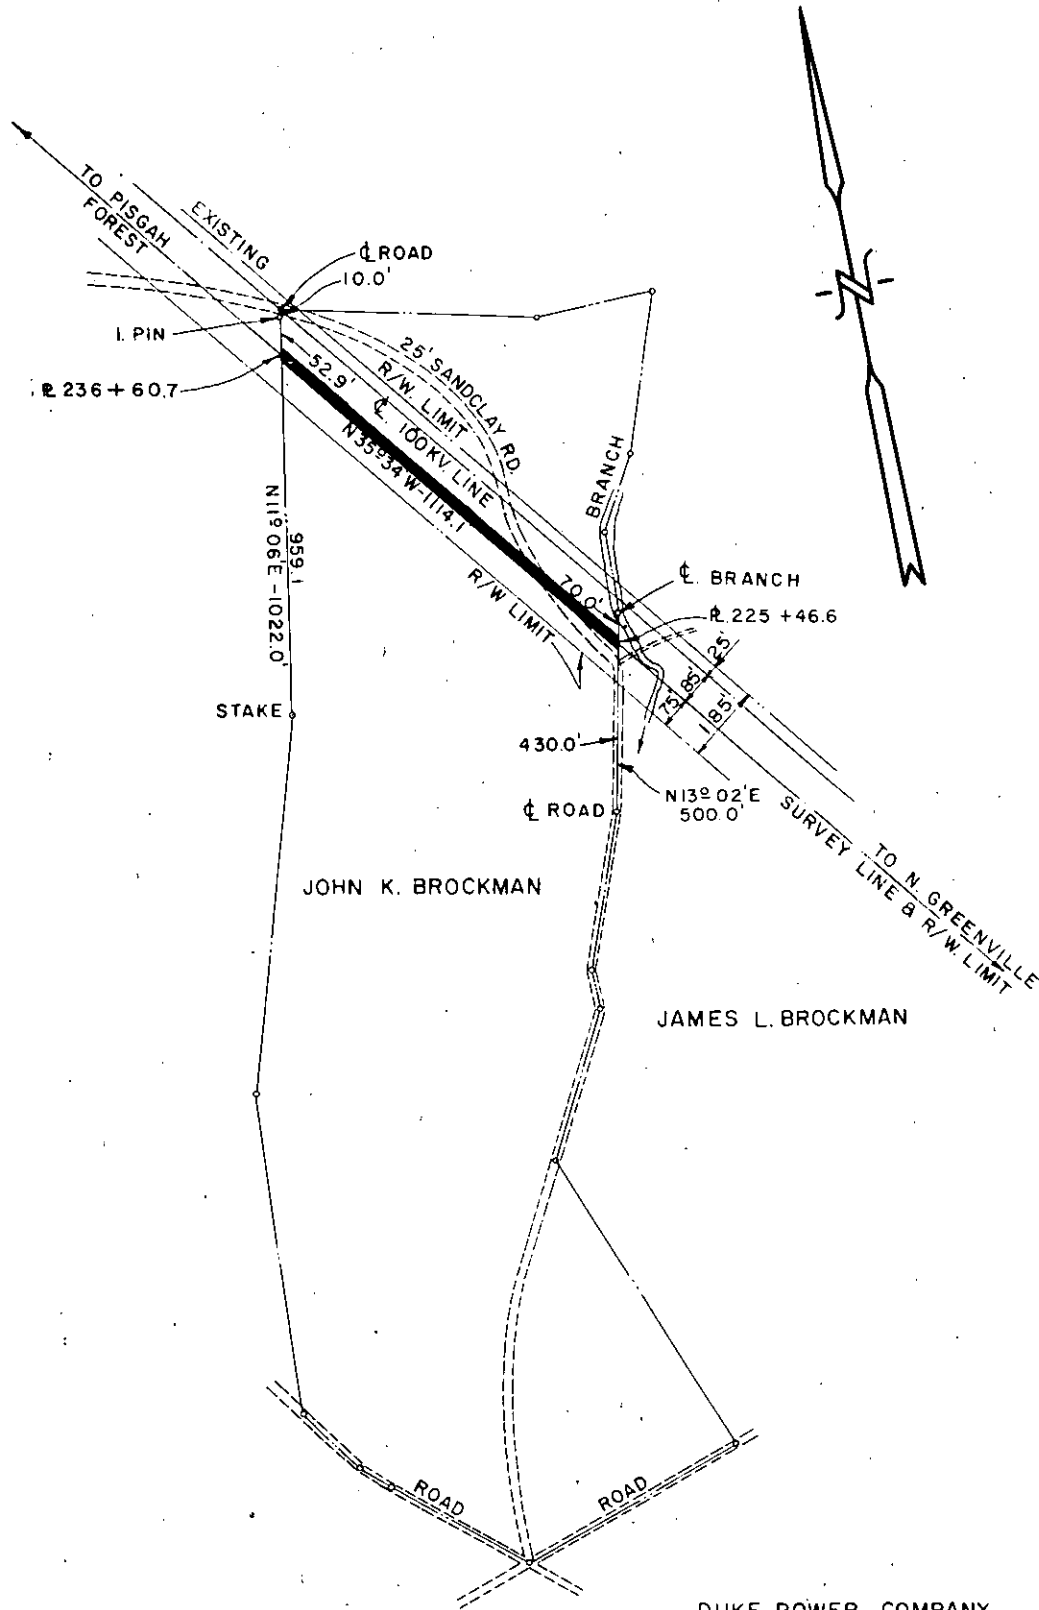 TO PISGAH
FOREST
EXISTING
℄ ROAD
10.0'
I. PIN
25' SANDCLAY RD.
R/W. LIMIT
52.9'
℄ 100KV. LINE
℄ 236 + 60.7
N 35º 34' W-1114.1'
BRANCH
N 11º 06' E -1022.0'
959.1
R/W LIMIT
70.0'
℄ BRANCH
225 + 46.6
STAKE
25'
85'
75'
185'
430.0'
N13º 02'E
500.0'
℄ ROAD
SURVEY
LINE & R/W. LIMIT
TO N. GREENVILLE
JOHN K. BROCKMAN
JAMES L. BROCKMAN
ROAD
ROAD
DUKE POWER COMPANY